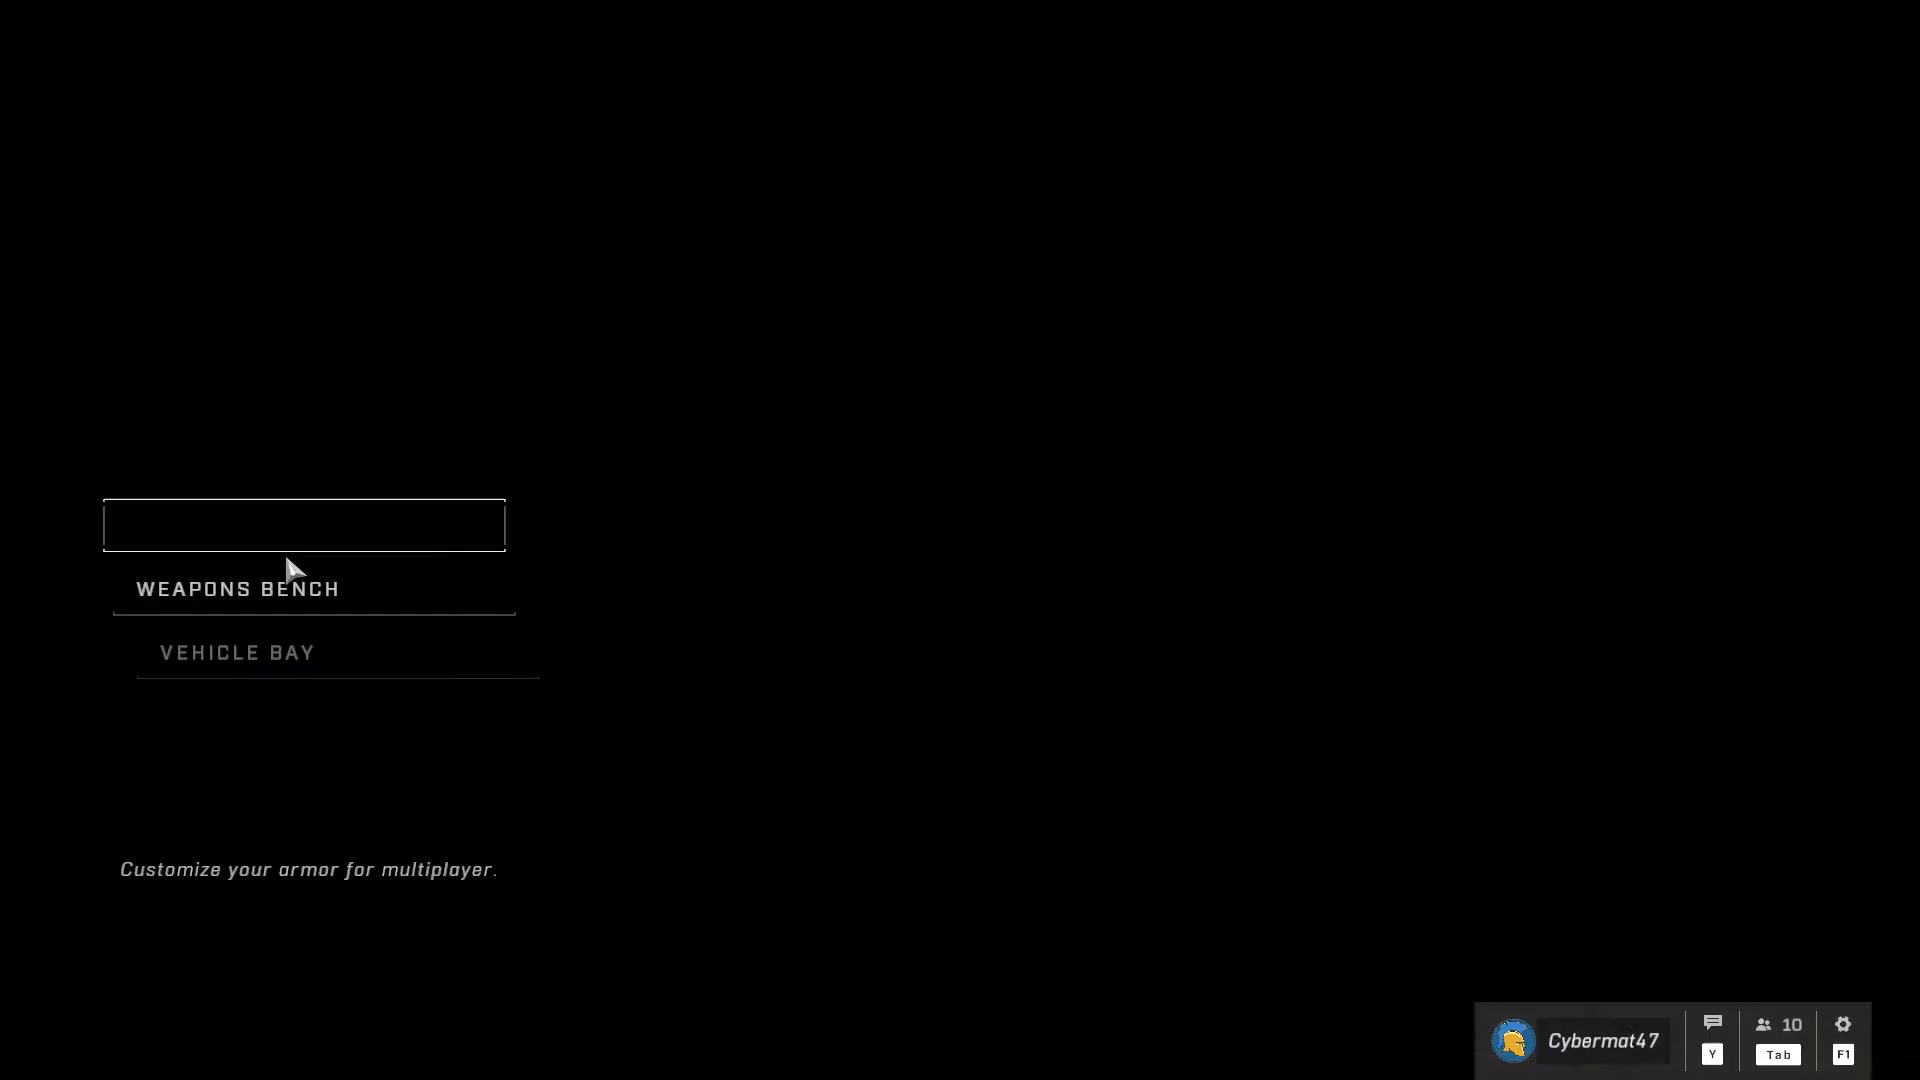 WEAPONS BENCH
VEHICLE BAY
Customize your armor for multiplayer.
Cybermat47
10
Y
Tab
F1